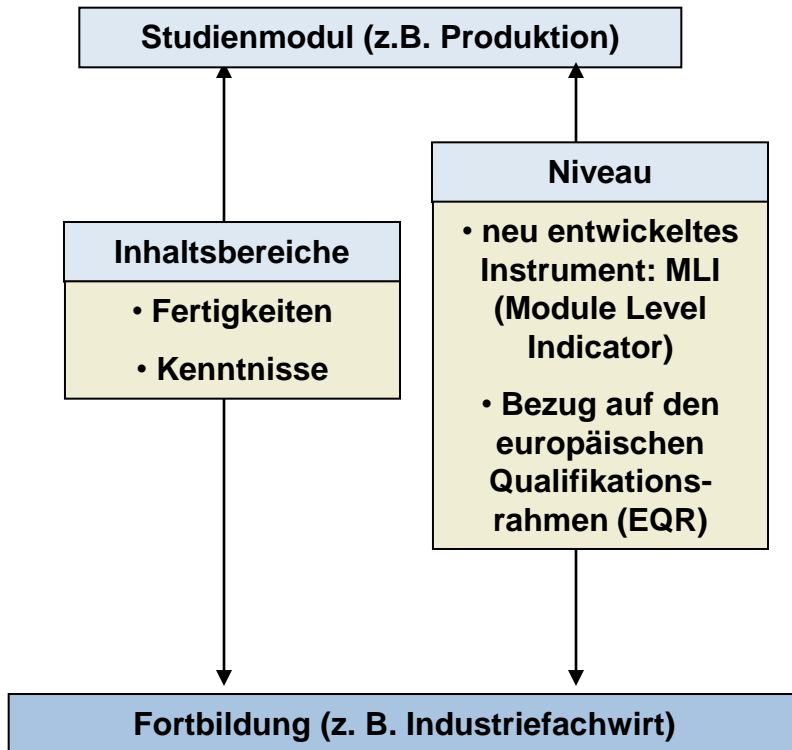 Studienmodul (z.B. Produktion)
Inhaltsbereiche
• Fertigkeiten
• Kenntnisse
Niveau
• neu entwickeltes
Instrument: MLI
(Module Level
Indicator)
• Bezug auf den
europäischen
Qualifikations-
rahmen (EQR)
Fortbildung (z. B. Industriefachwirt)